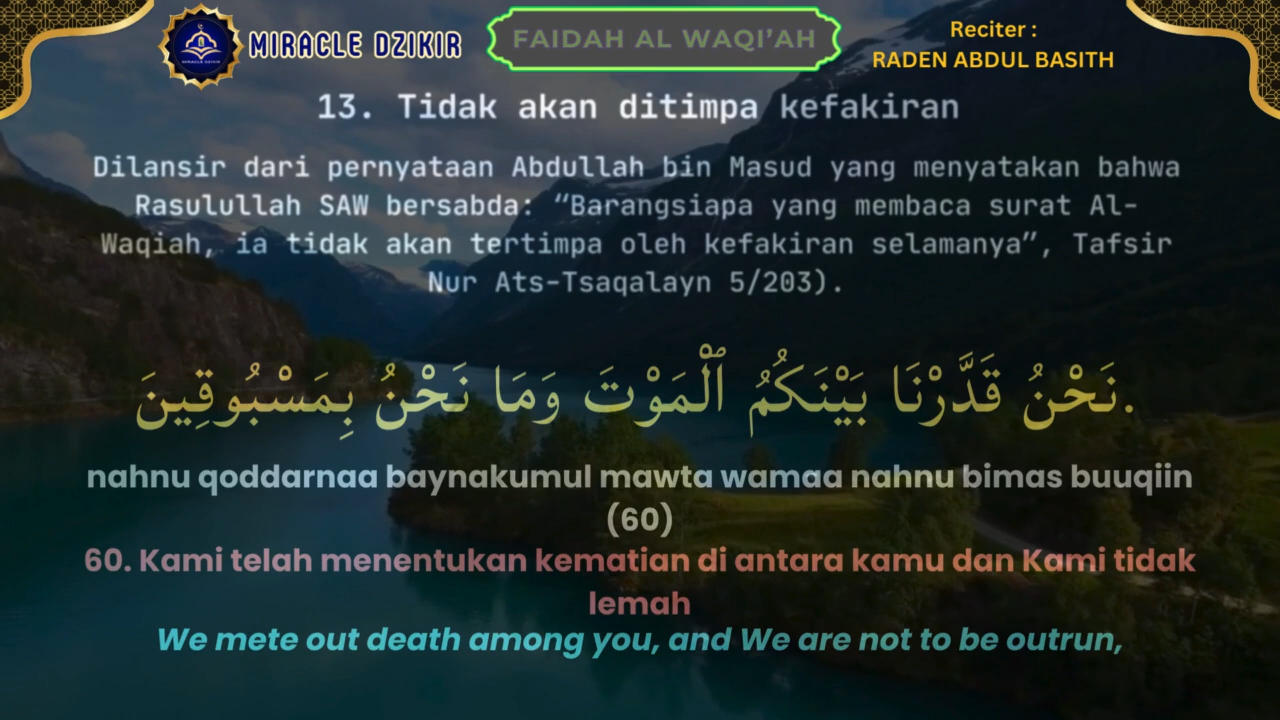 MIRACLE DZIKIR
FAIDAH AL WAQI’AH
Reciter :
RADEN ABDUL BASITH
13. Tidak akan ditimpa kefakiran
Dilansir dari pernyataan Abdullah bin Masud yang menyatakan bahwa
Rasulullah SAW bersabda: “Barangsiapa yang membaca surat Al-
Waqiah, ia tidak akan tertimpa oleh kefakiran selamanya”, Tafsir
Nur Ats-Tsaqalayn 5/203).
نَحْنُ قَدَّرْنَا بَيْنَكُمُ ٱلْمَوْتَ وَمَا نَحْنُ بِمَسْبُوقِينَ.
nahnu qoddarnaa baynakumul mawta wamaa nahnu bimas buuqiin
(60)
60. Kami telah menentukan kematian di antara kamu dan Kami tidak
lemah
We mete out death among you, and We are not to be outrun,